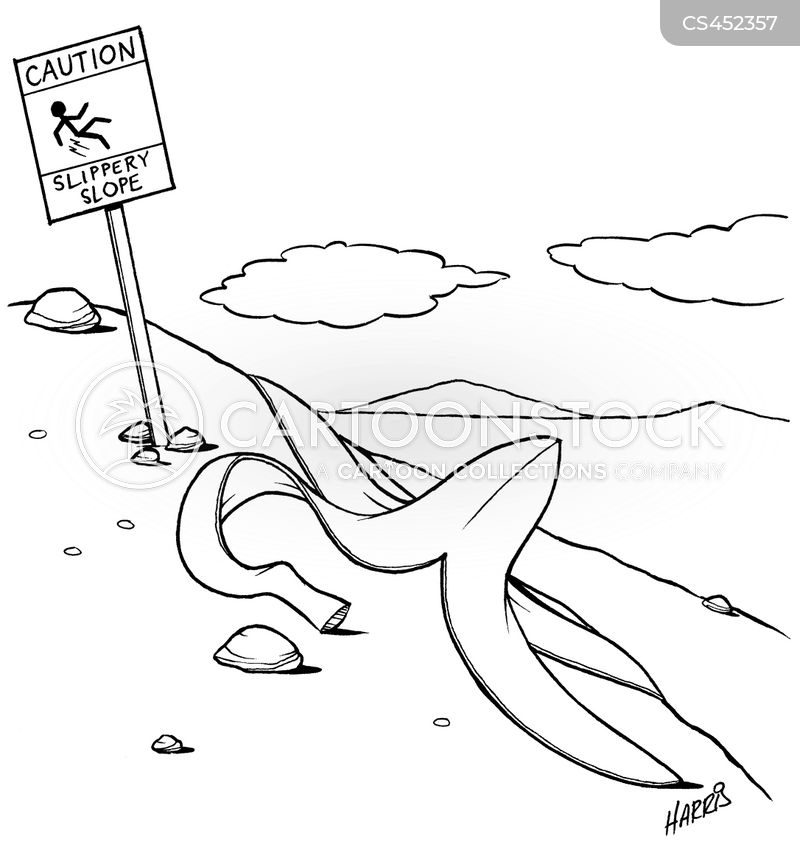 CS452357
CAUTION
SLIPPERY
SLOPE
CARTOONSTOCK
A CARTOON COLLECTIONS COMPANY
HARRIS